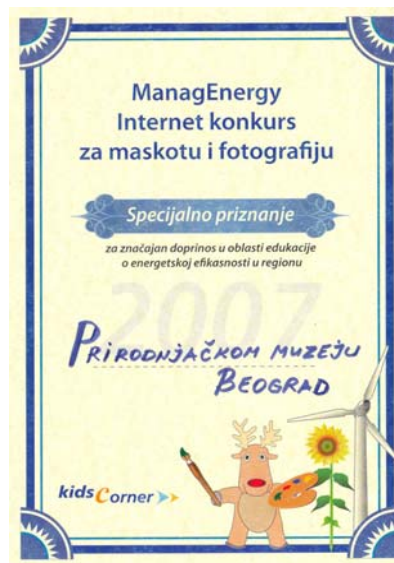 ManagEnergy
Internet konkurs
za maskotu i fotografiju
Specijalno priznanje
za značajan doprinos u oblasti edukacije
o energetskoj efikasnosti u regionu
2007
PRIRODNJAČKOM MUZEJU
BEOGRAD
kids corner